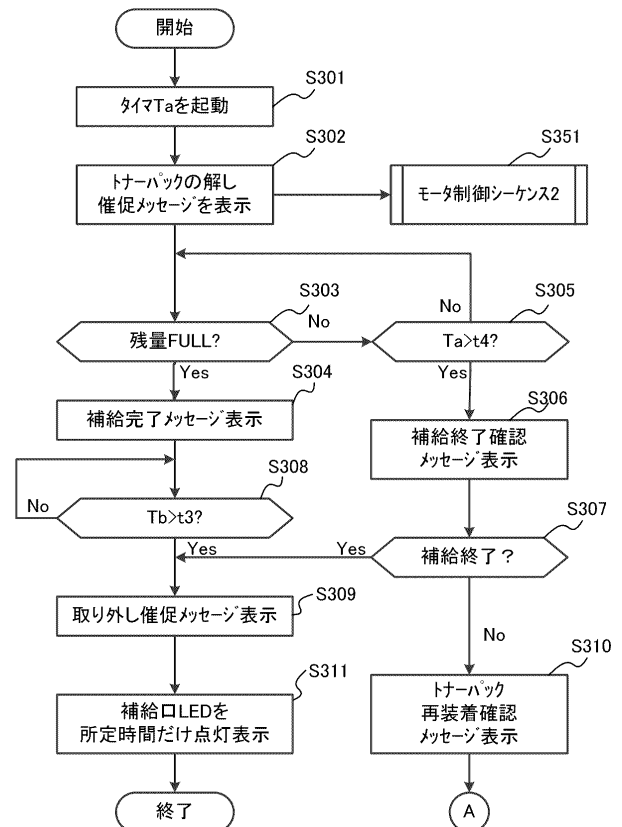 開始
S301
タイマTaを起動
S302
トナーパックの解し
催促メッセージを表示
S351
モータ制御シーケンス2
S303
残量FULL?
No
S305
No
Ta>t4?
Yes
Yes
S304
補給完了メッセージ表示
S306
補給終了確認
メッセージ表示
S308
No
Tb>t3?
Yes
S307
Yes
補給終了？
S309
取り外し催促メッセージ表示
No
S310
トナーパック
再装着確認
メッセージ表示
S311
補給口LEDを
所定時間だけ点灯表示
終了
A